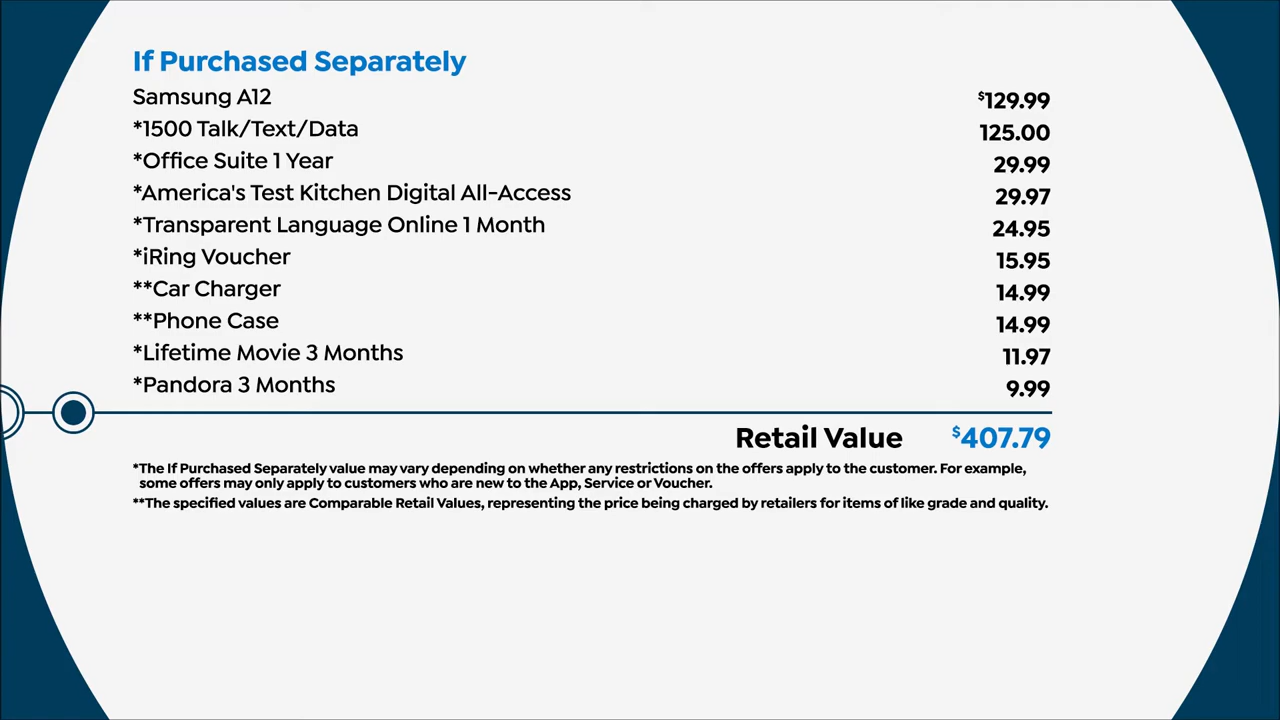 If Purchased Separately
Samsung A12 $129.99
*1500 Talk/Text/Data 125.00
*Office Suite 1 Year 29.99
*America's Test Kitchen Digital All-Access 29.97
*Transparent Language Online 1 Month 24.95
*iRing Voucher 15.95
**Car Charger 14.99
**Phone Case 14.99
*Lifetime Movie 3 Months 11.97
*Pandora 3 Months 9.99
Retail Value $407.79
*The If Purchased Separately value may vary depending on whether any restrictions on the offers apply to the customer. For example,
some offers may only apply to customers who are new to the App, Service or Voucher.
**The specified values are Comparable Retail Values, representing the price being charged by retailers for items of like grade and quality.